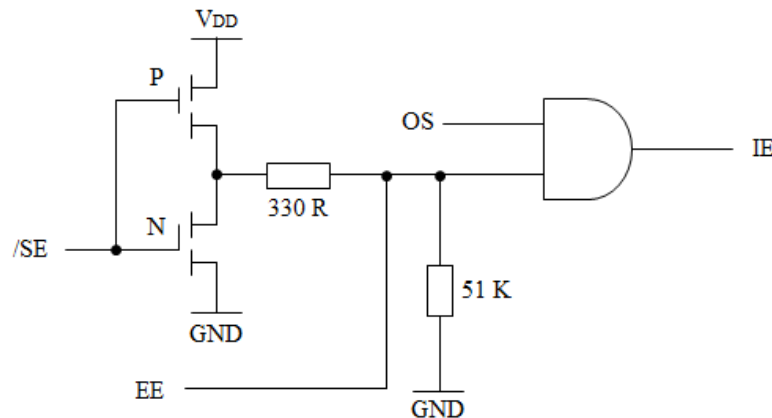 VDD
P
OS
IE
330 R
N
/SE
51 K
GND
EE
GND